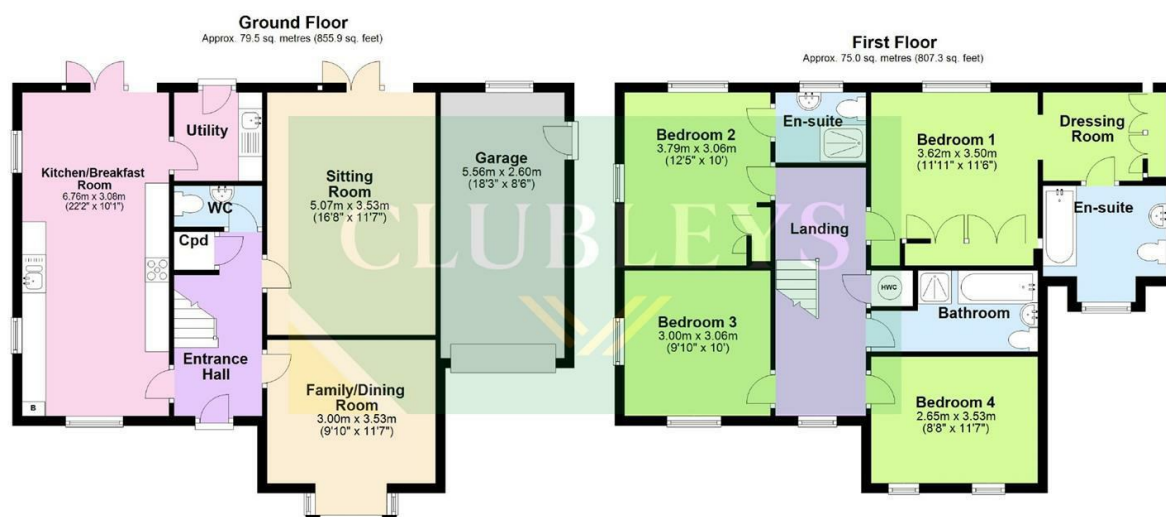 Ground Floor
Approx. 79.5 sq. metres (855.9 sq. feet)
Utility
Kitchen/Breakfast
Room
6.76m x 3.08m
(22'2" x 10'1")
WC
Cpd
Entrance
Hall
B
Sitting
Room
5.07m x 3.53m
(16'8" x 11'7")
Garage
5.56m x 2.60m
(18'3" x 8'6")
Family/Dining
Room
3.00m x 3.53m
(9'10" x 11'7")
CLUBLEYS
First Floor
Approx. 75.0 sq. metres (807.3 sq. feet)
Bedroom 2
3.79m x 3.06m
(12'5" x 10')
En-suite
Bedroom 1
3.62m x 3.50m
(11'11" x 11'6")
Dressing
Room
Landing
En-suite
HWC
Bathroom
Bedroom 3
3.00m x 3.06m
(9'10" x 10')
Bedroom 4
2.65m x 3.53m
(8'8" x 11'7")